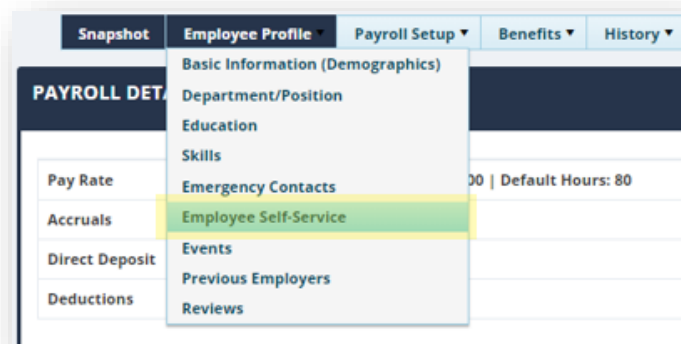 Snapshot Employee Profile Payroll Setup ▼ Benefits ▼ History ▼
Basic Information (Demographics)
PAYROLL DETA
Department/Position
Education
Skills
Pay Rate 00 | Default Hours: 80
Emergency Contacts
Accruals
Employee Self-Service
Events
Direct Deposit
Previous Employers
Deductions
Reviews